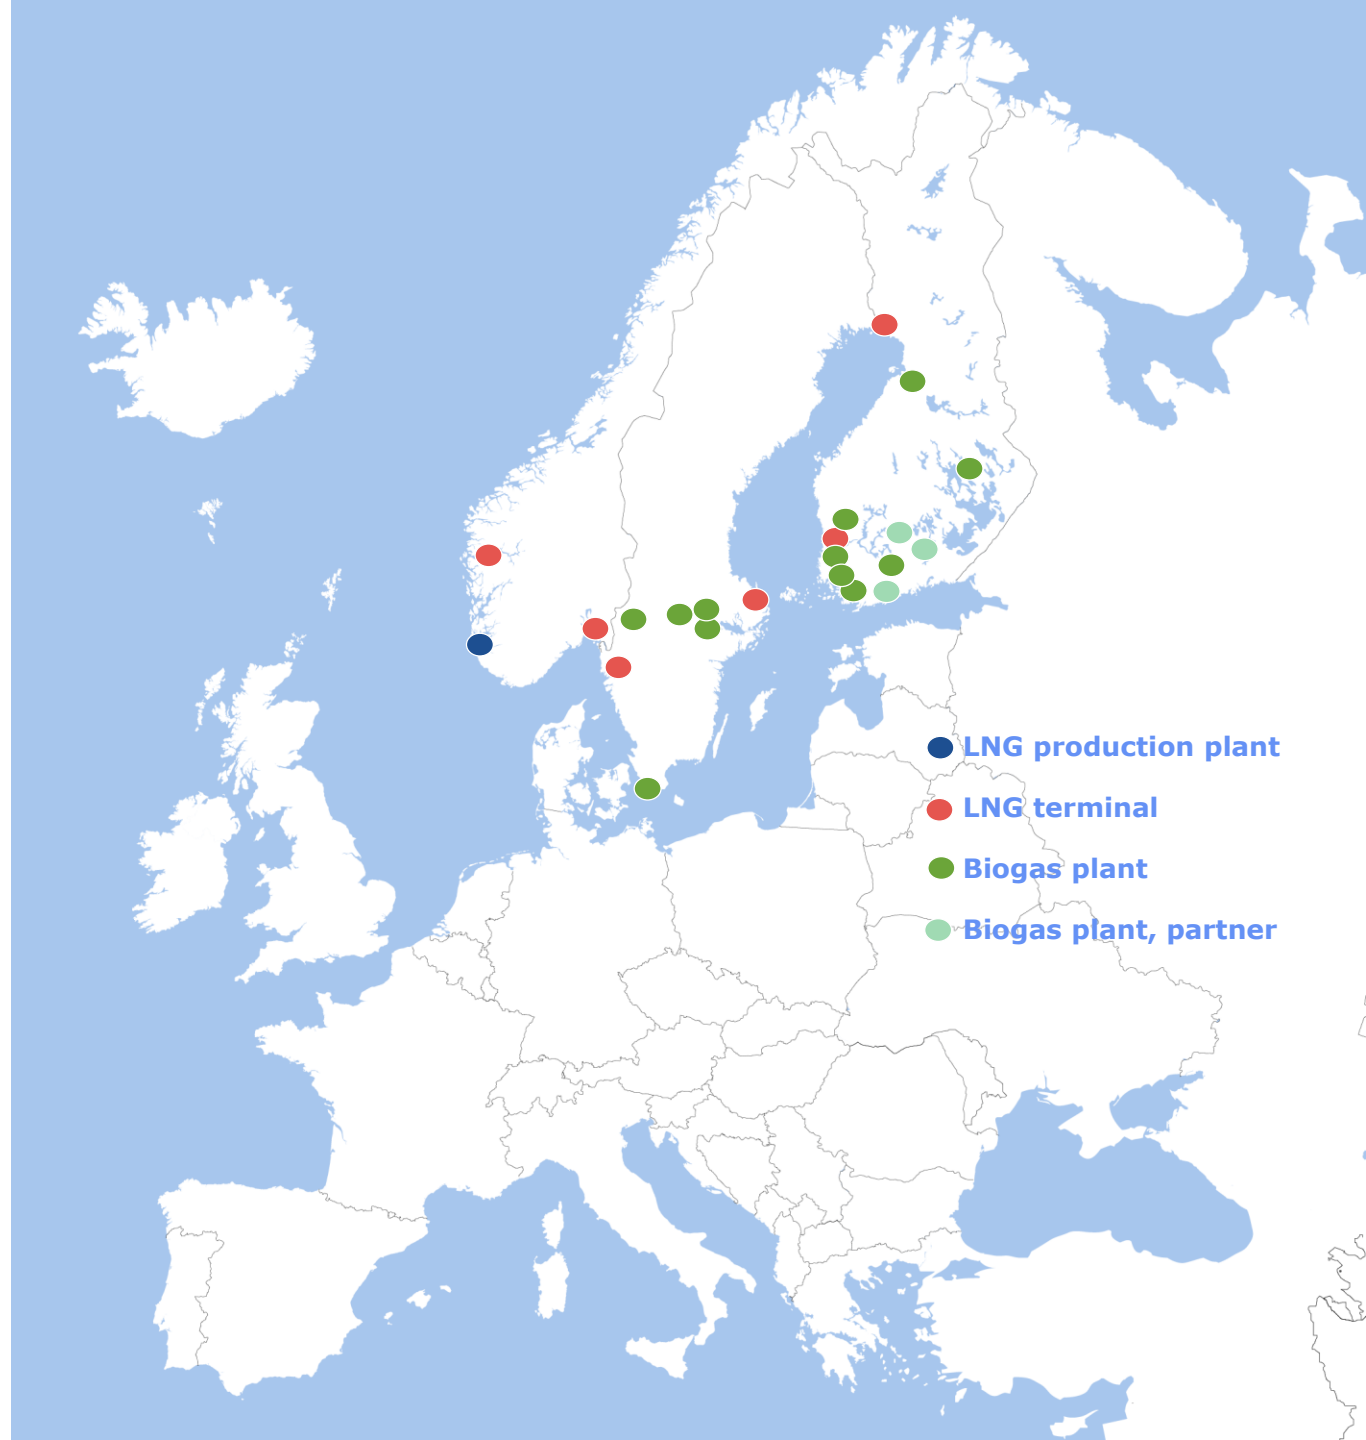 LNG production plant
LNG terminal
Biogas plant
Biogas plant, partner